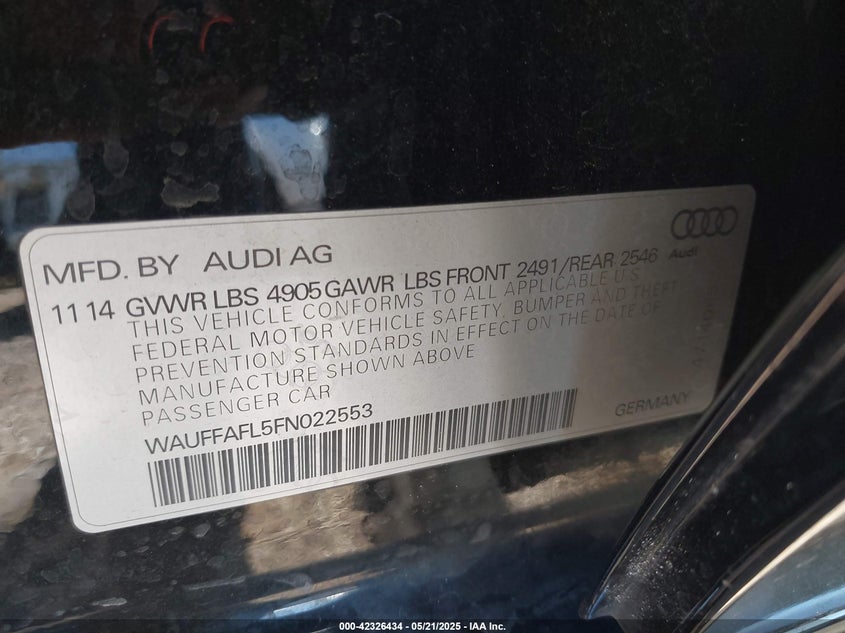 MFD. BY AUDI AG
Audi
11 14 GVWR LBS 4905 GAWR LBS FRONT 2491/REAR 2546
THIS VEHICLE CONFORMS TO ALL APPLICABLE U.S.
FEDERAL MOTOR VEHICLE SAFETY, BUMPER AND THEFT
PREVENTION STANDARDS IN EFFECT ON THE DATE OF
MANUFACTURE SHOWN ABOVE
PASSENGER CAR
WAUFFAFL5FN022553
GERMANY
000-42326434 - 05/21/2025 - IAA Inc.